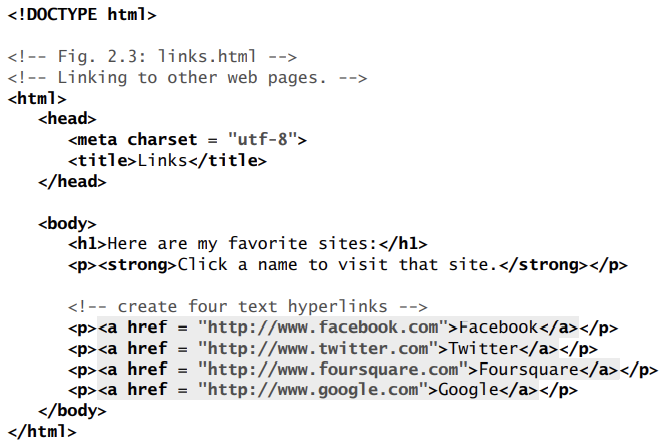 <!DOCTYPE html>
<!-- Fig. 2.3: links.html -->
<!-- Linking to other web pages. -->
<html>
<head>
<meta charset = "utf-8">
<title>Links</title>
</head>
<body>
<h1>Here are my favorite sites:</h1>
<p><strong>Click a name to visit that site.</strong></p>
<!-- create four text hyperlinks -->
<p><a href = "http://www.facebook.com">Facebook</a></p>
<p><a href = "http://www.twitter.com">Twitter</a></p>
<p><a href = "http://www.foursquare.com">Foursquare</a></p>
<p><a href = "http://www.google.com">Google</a></p>
</body>
</html>